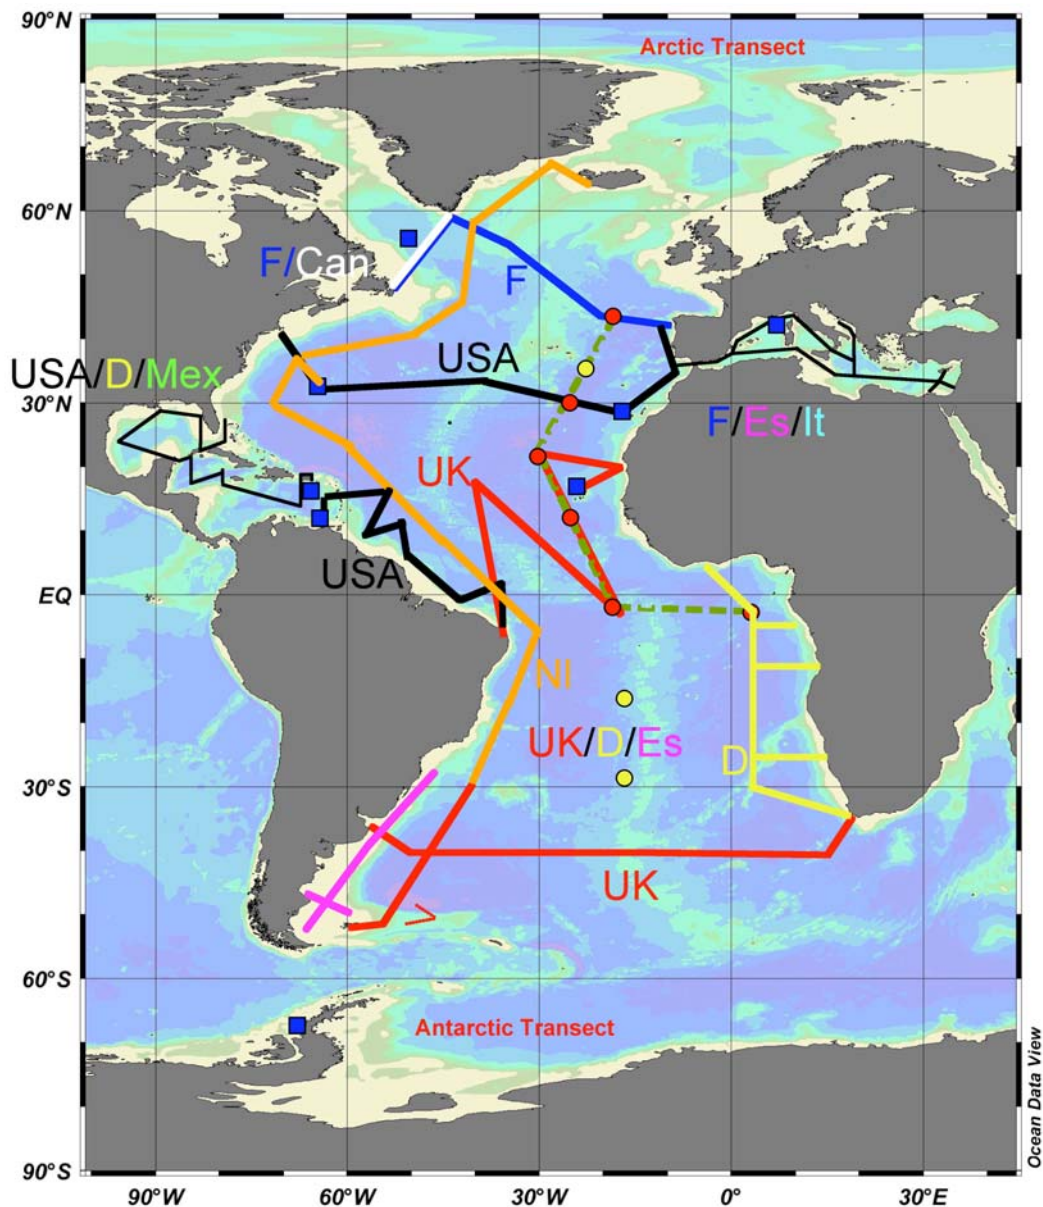 90°N
Arctic Transect
60°N
F/Can
F
USA
USA/D/Mex
30°N
F/Es/It
UK
USA
EQ
NI
UK/D/Es
D
30°S
UK
V
60°S
Antarctic Transect
Ocean Data View
90°S
90°W
60°W
30°W
0°
30°E